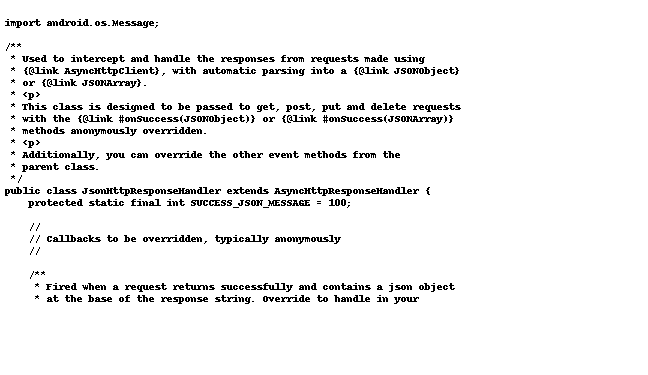 import android.os.Message;

/**
 * Used to intercept and handle the responses from requests made using
 * {@link AsyncHttpClient}, with automatic parsing into a {@link JSONObject}
 * or {@link JSONArray}.
 * <p>
 * This class is designed to be passed to get, post, put and delete requests
 * with the {@link #onSuccess(JSONObject)} or {@link #onSuccess(JSONArray)}
 * methods anonymously overridden.
 * <p>
 * Additionally, you can override the other event methods from the
 * parent class.
 */
public class JsonHttpResponseHandler extends AsyncHttpResponseHandler {
    protected static final int SUCCESS_JSON_MESSAGE = 100;

    //
    // Callbacks to be overridden, typically anonymously
    //

    /**
     * Fired when a request returns successfully and contains a json object
     * at the base of the response string. Override to handle in your